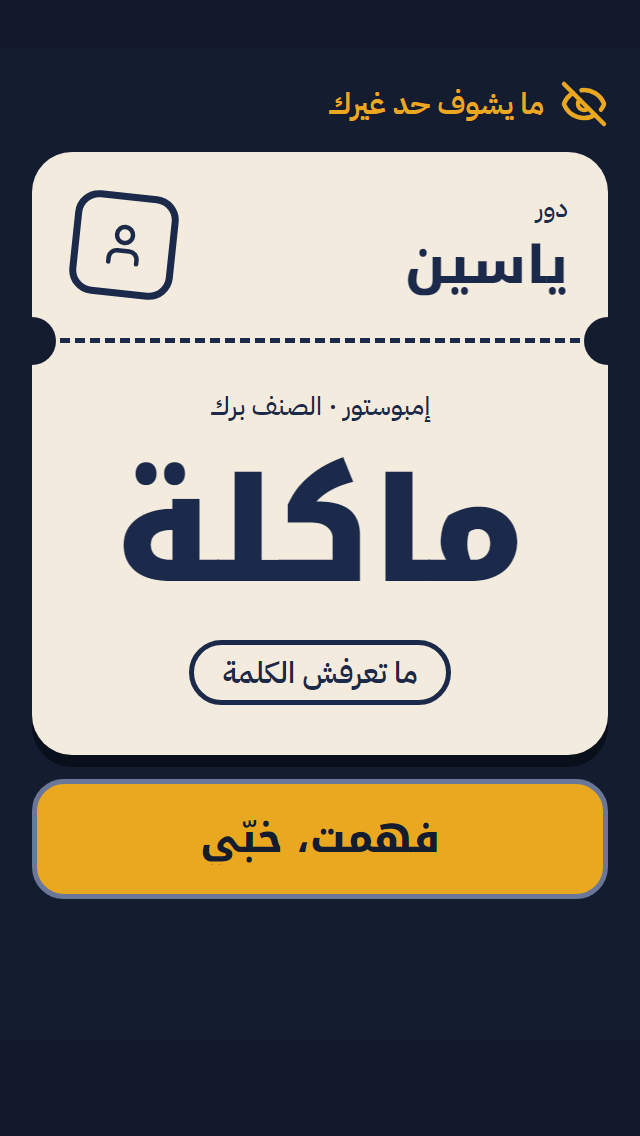 ما يشوف حد غيرك
دور
ياسين
إمبوستور · الصنف برك
ماكلة
ما تعرفش الكلمة
فهمت، خبّي